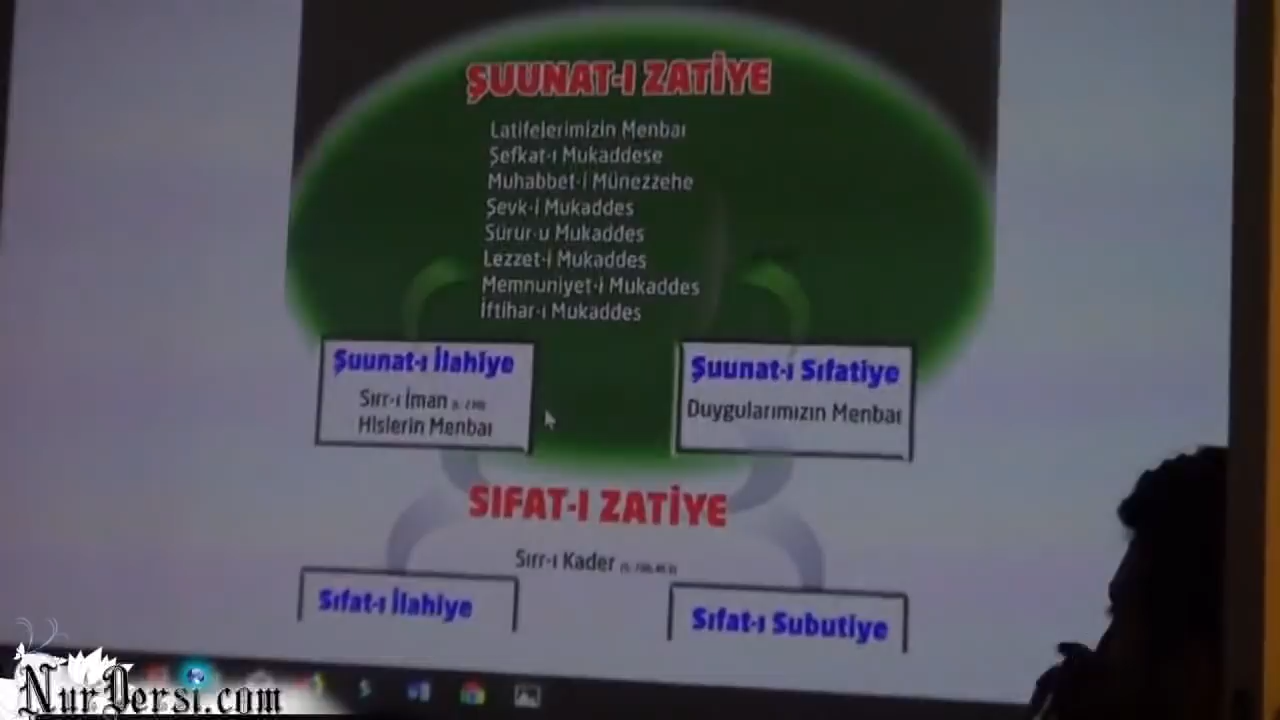 ŞUUNAT-I ZATİYE
Latifelerimizin Menbaı
Şefkat-ı Mukaddese
Muhabbet-i Münezzehe
Şevk-i Mukaddes
Sürur-u Mukaddes
Lezzet-i Mukaddes
Memnuniyet-i Mukaddes
İftihar-ı Mukaddes
Şuunat-ı İlahiye
Sırr-ı İman
Hislerin Menbaı
Şuunat-ı Sıfatiye
Duygularımızın Menbaı
SIFAT-I ZATİYE
Sırr-ı Kader
Sıfat-ı İlahiye
Sıfat-ı Subutiye
NurDersi.com